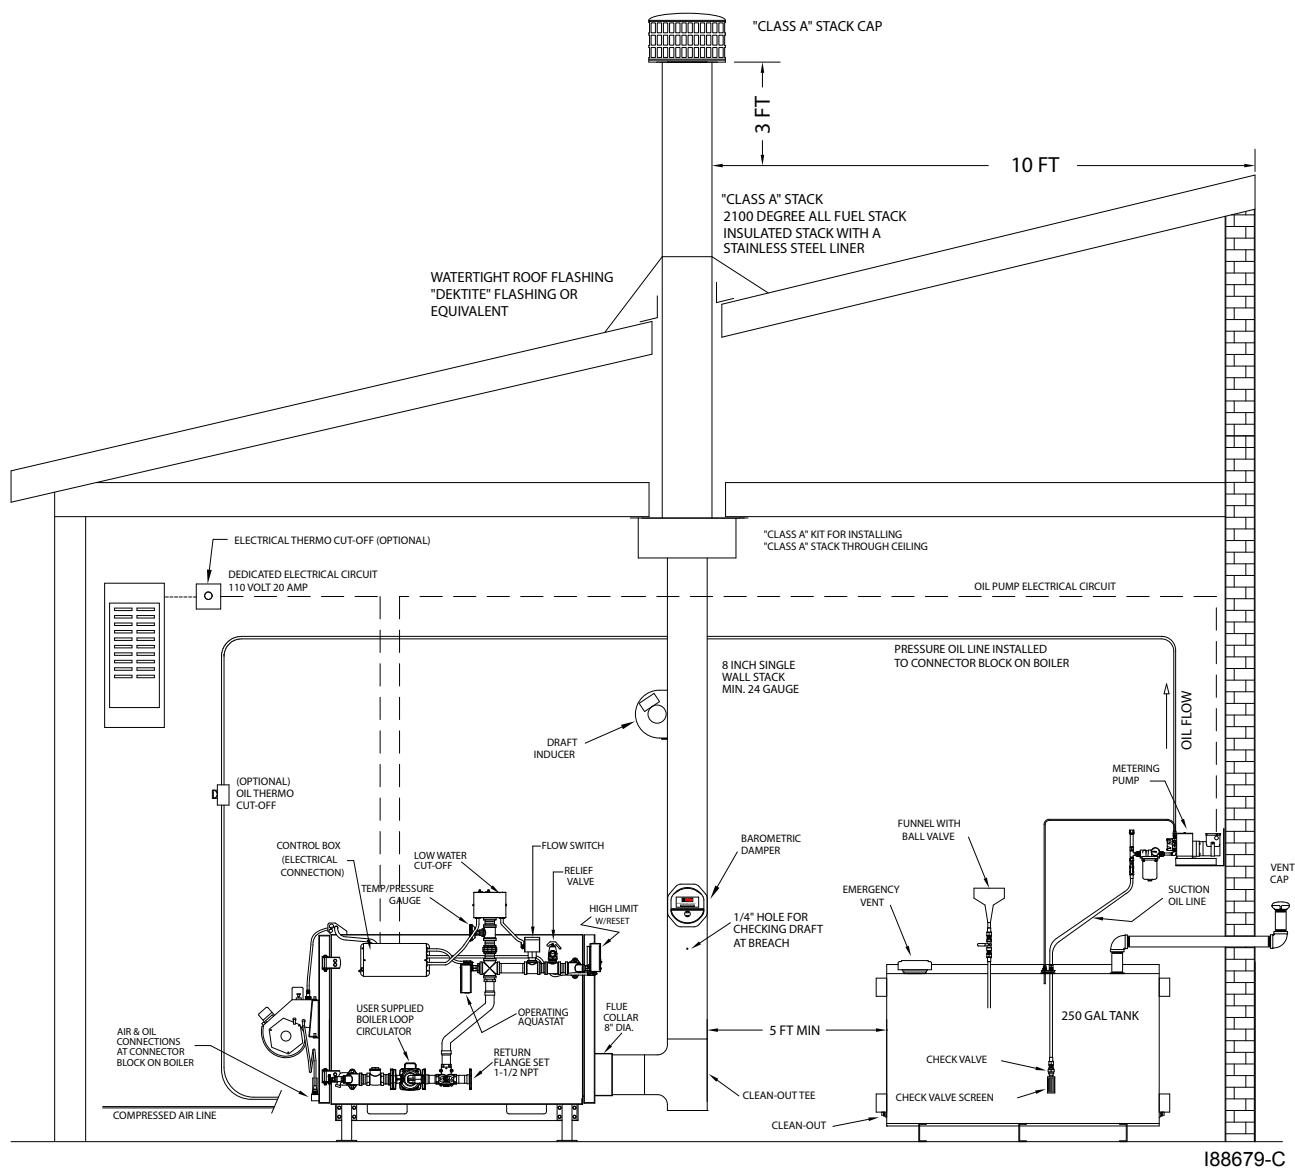 "CLASS A" STACK CAP
3 FT
10 FT
"CLASS A" STACK
2100 DEGREE ALL FUEL STACK
INSULATED STACK WITH A
STAINLESS STEEL LINER
WATERTIGHT ROOF FLASHING
"DEKTITE" FLASHING OR
EQUIVALENT
"CLASS A" KIT FOR INSTALLING
"CLASS A" STACK THROUGH CEILING
ELECTRICAL THERMO CUT-OFF (OPTIONAL)
DEDICATED ELECTRICAL CIRCUIT
110 VOLT 20 AMP
OIL PUMP ELECTRICAL CIRCUIT
PRESSURE OIL LINE INSTALLED
TO CONNECTOR BLOCK ON BOILER
8 INCH SINGLE
WALL STACK
MIN. 24 GAUGE
OIL FLOW
DRAFT
INDUCER
METERING
PUMP
(OPTIONAL)
OIL THERMO
CUT-OFF
FUNNEL WITH
BALL VALVE
BAROMETRIC
DAMPER
CONTROL BOX
(ELECTRICAL
CONNECTION)
LOW WATER
CUT-OFF
FLOW SWITCH
RELIEF
VALVE
TEMP/PRESSURE
GAUGE
HIGH LIMIT
W/RESET
EMERGENCY
VENT
SUCTION
OIL LINE
VENT
CAP
1/4" HOLE FOR
CHECKING DRAFT
AT BREACH
USER SUPPLIED
BOILER LOOP
CIRCULATOR
OPERATING
AQUASTAT
FLUE
COLLAR
8" DIA.
5 FT MIN
250 GAL TANK
AIR & OIL
CONNECTIONS
AT CONNECTOR
BLOCK ON BOILER
RETURN
FLANGE SET
1-1/2 NPT
CHECK VALVE
CHECK VALVE SCREEN
CLEAN-OUT TEE
COMPRESSED AIR LINE
CLEAN-OUT
I88679-C